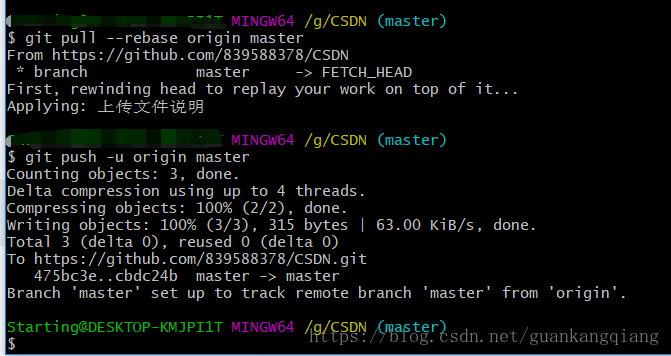 MINGW64 /g/CSDN (master)
$ git pull --rebase origin master
From https://github.com/839588378/CSDN
 * branch            master     -> FETCH_HEAD
First, rewinding head to replay your work on top of it...
Applying: 上传文件说明
MINGW64 /g/CSDN (master)
$ git push -u origin master
Counting objects: 3, done.
Delta compression using up to 4 threads.
Compressing objects: 100% (2/2), done.
Writing objects: 100% (3/3), 315 bytes | 63.00 KiB/s, done.
Total 3 (delta 0), reused 0 (delta 0)
To https://github.com/839588378/CSDN.git
   475bc3e..cbdc24b  master -> master
Branch 'master' set up to track remote branch 'master' from 'origin'.
Starting@DESKTOP-KMJPI1T MINGW64 /g/CSDN (master)
$
https://blog.csdn.net/guankangqiang